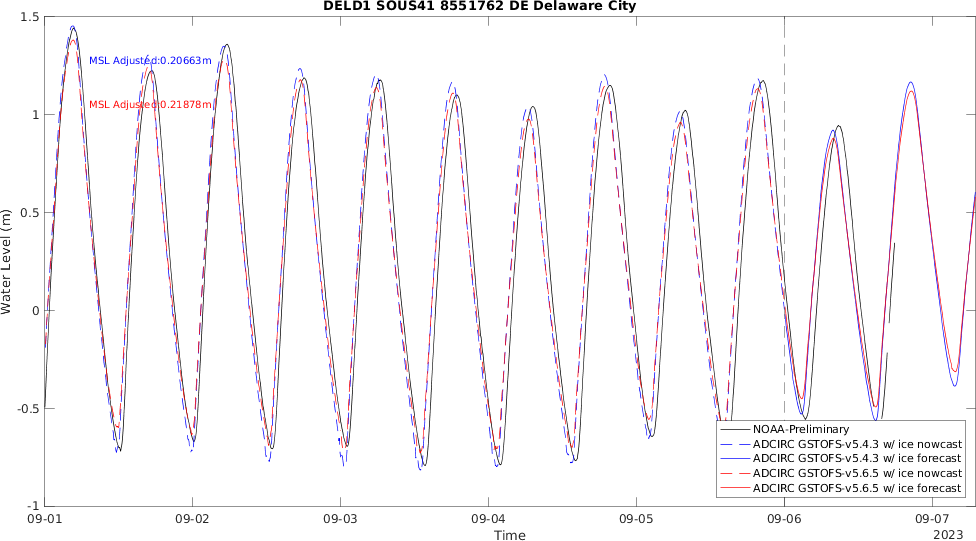 DELD1 SOUS41 8551762 DE Delaware City
1.5
1
0.5
0
-0.5
-1
Water Level (m)
MSL Adjusted:0.20663m
MSL Adjusted:0.21878m
NOAA-Preliminary
ADCIRC GSTOFS-v5.4.3 w/ ice nowcast
ADCIRC GSTOFS-v5.4.3 w/ ice forecast
ADCIRC GSTOFS-v5.6.5 w/ ice nowcast
ADCIRC GSTOFS-v5.6.5 w/ ice forecast
09-01 09-02 09-03 09-04 09-05 09-06 09-07
Time
2023